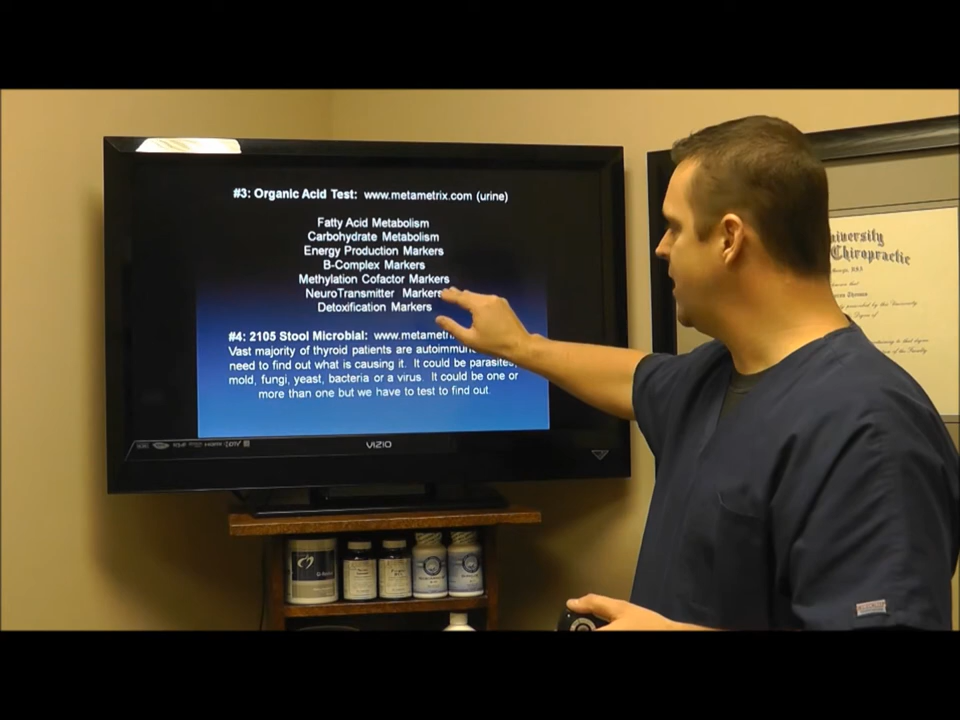 #3: Organic Acid Test: www.metametrix.com (urine)
Fatty Acid Metabolism
Carbohydrate Metabolism
Energy Production Markers
B-Complex Markers
Methylation Cofactor Markers
NeuroTransmitter Markers
Detoxification Markers
#4: 2105 Stool Microbial: www.metametrix
Vast majority of thyroid patients are autoimmune
need to find out what is causing it. It could be parasites,
mold, fungi, yeast, bacteria or a virus. It could be one or
more than one but we have to test to find out.
VIZIO
niversity
Chiropractic